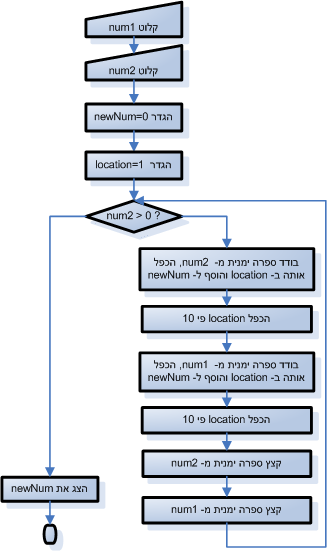 קלוט num1
קלוט num2
הגדר newNum=0
הגדר location=1
num2 > 0 ?
בודד ספרה ימנית מ- num2, הכפל
אותה ב- location והוסף ל- newNum
הכפל location פי 10
בודד ספרה ימנית מ- num1, הכפל
אותה ב- location והוסף ל- newNum
הכפל location פי 10
קצץ ספרה ימנית מ- num2
קצץ ספרה ימנית מ- num1
הצג את newNum